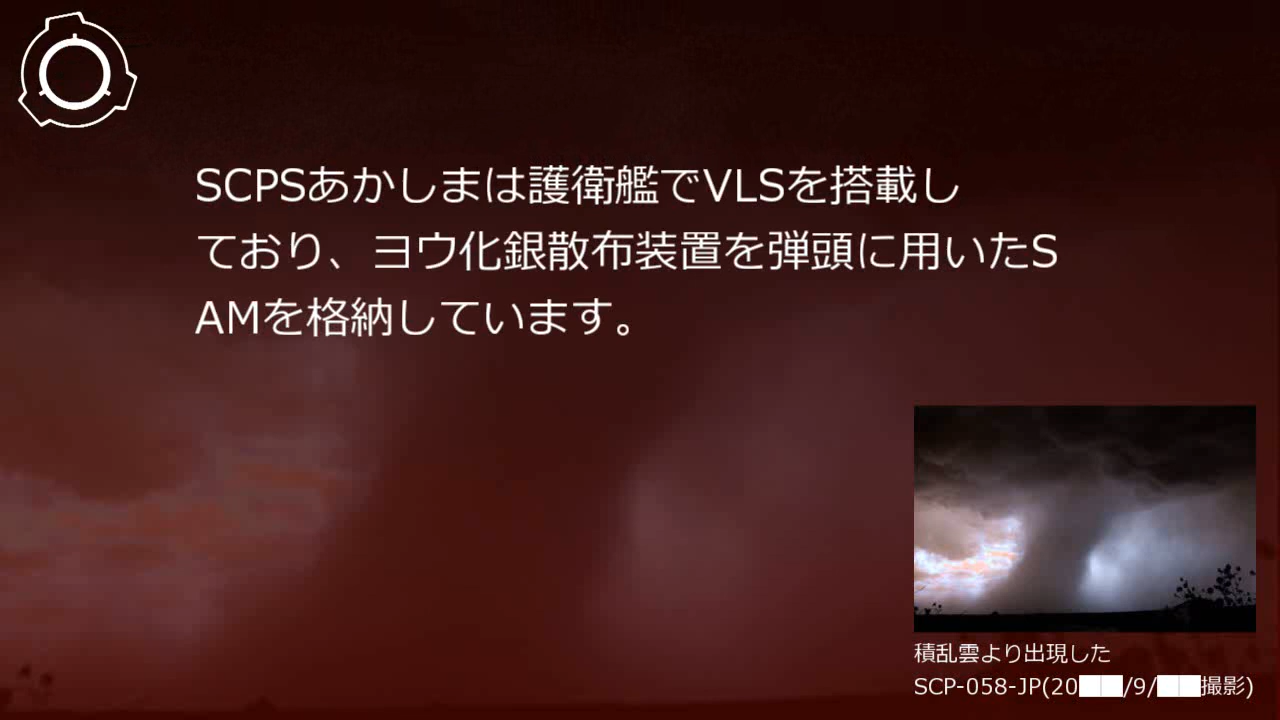 SCPSあかしまは護衛艦でVLSを搭載し
ており、ヨウ化銀散布装置を弾頭に用いたS
AMを格納しています。
積乱雲より出現した
SCP-058-JP(20██/9/██撮影)